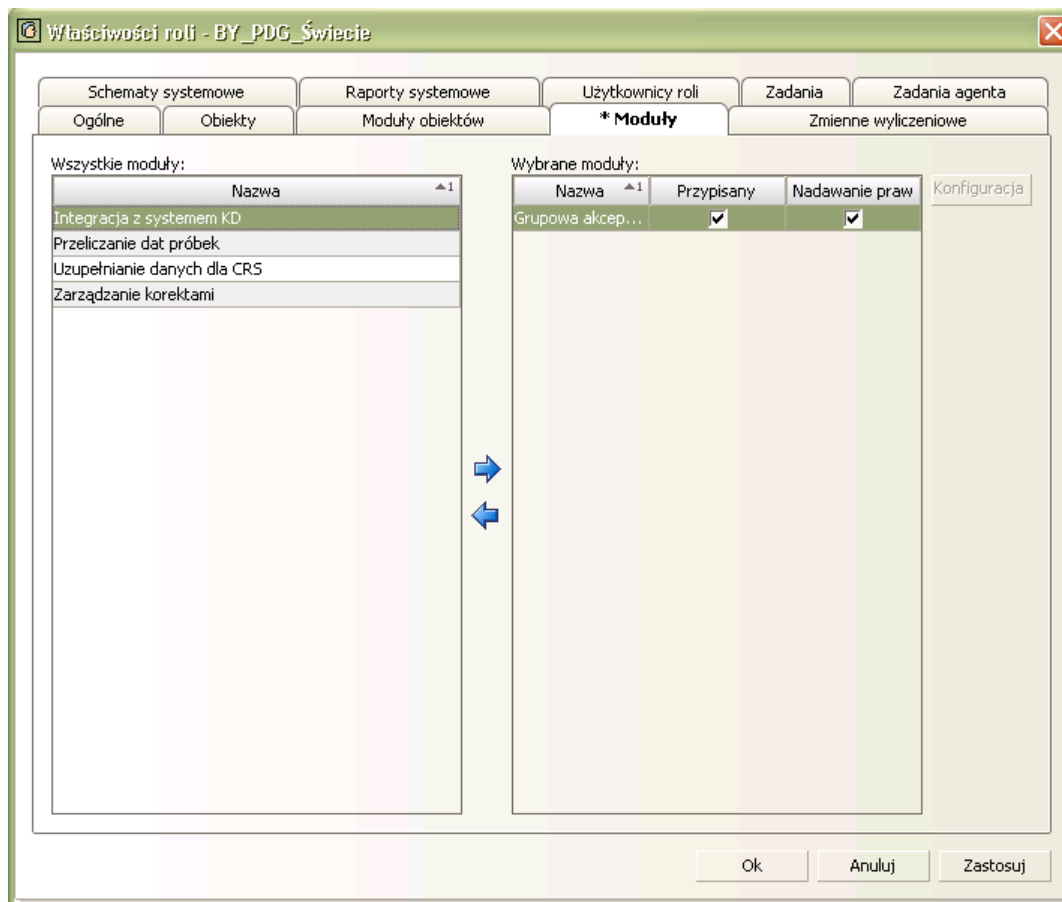 Właściwości roli - BY_PDG_Świecie
Schematy systemowe Raporty systemowe Użytkownicy roli Zadania Zadania agenta
Ogólne Obiekty Moduły obiektów * Moduły Zmienne wyliczeniowe
Wszystkie moduły: Wybrane moduły:
Nazwa 1 Nazwa 1 Przypisany Nadawanie praw Konfiguracja
Integracja z systemem KD Grupowa akcep...
Przeliczanie dat próbek
Uzupełnianie danych dla CRS
Zarządzanie korektami
Ok Anuluj Zastosuj